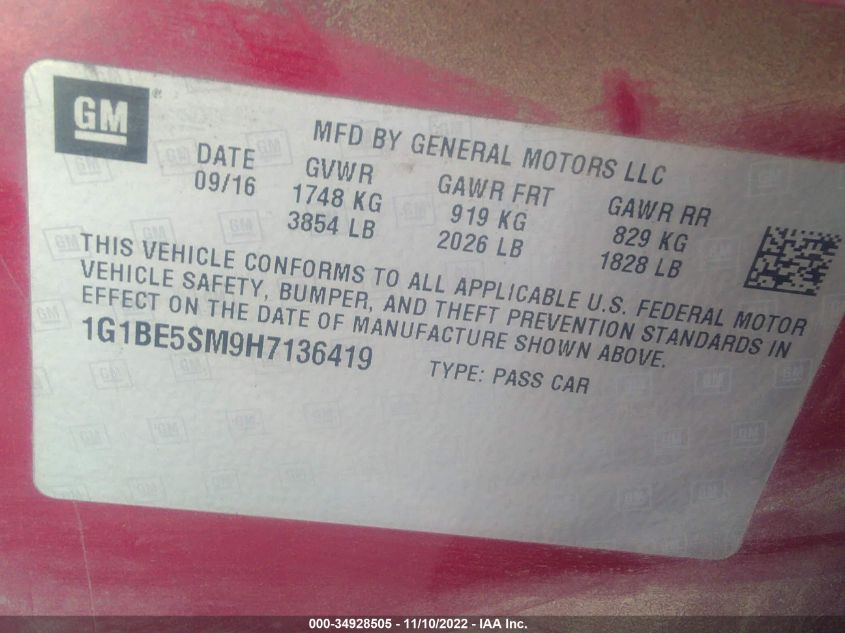 GM
MFD BY GENERAL MOTORS LLC
DATE GVWR GAWR FRT GAWR RR
09/16 1748 KG 919 KG 829 KG
3854 LB 2026 LB 1828 LB
THIS VEHICLE CONFORMS TO ALL APPLICABLE U.S. FEDERAL MOTOR
VEHICLE SAFETY, BUMPER, AND THEFT PREVENTION STANDARDS IN
EFFECT ON THE DATE OF MANUFACTURE SHOWN ABOVE.
1G1BE5SM9H7136419 TYPE: PASS CAR
000-34928505 - 11/10/2022 - IAA Inc.